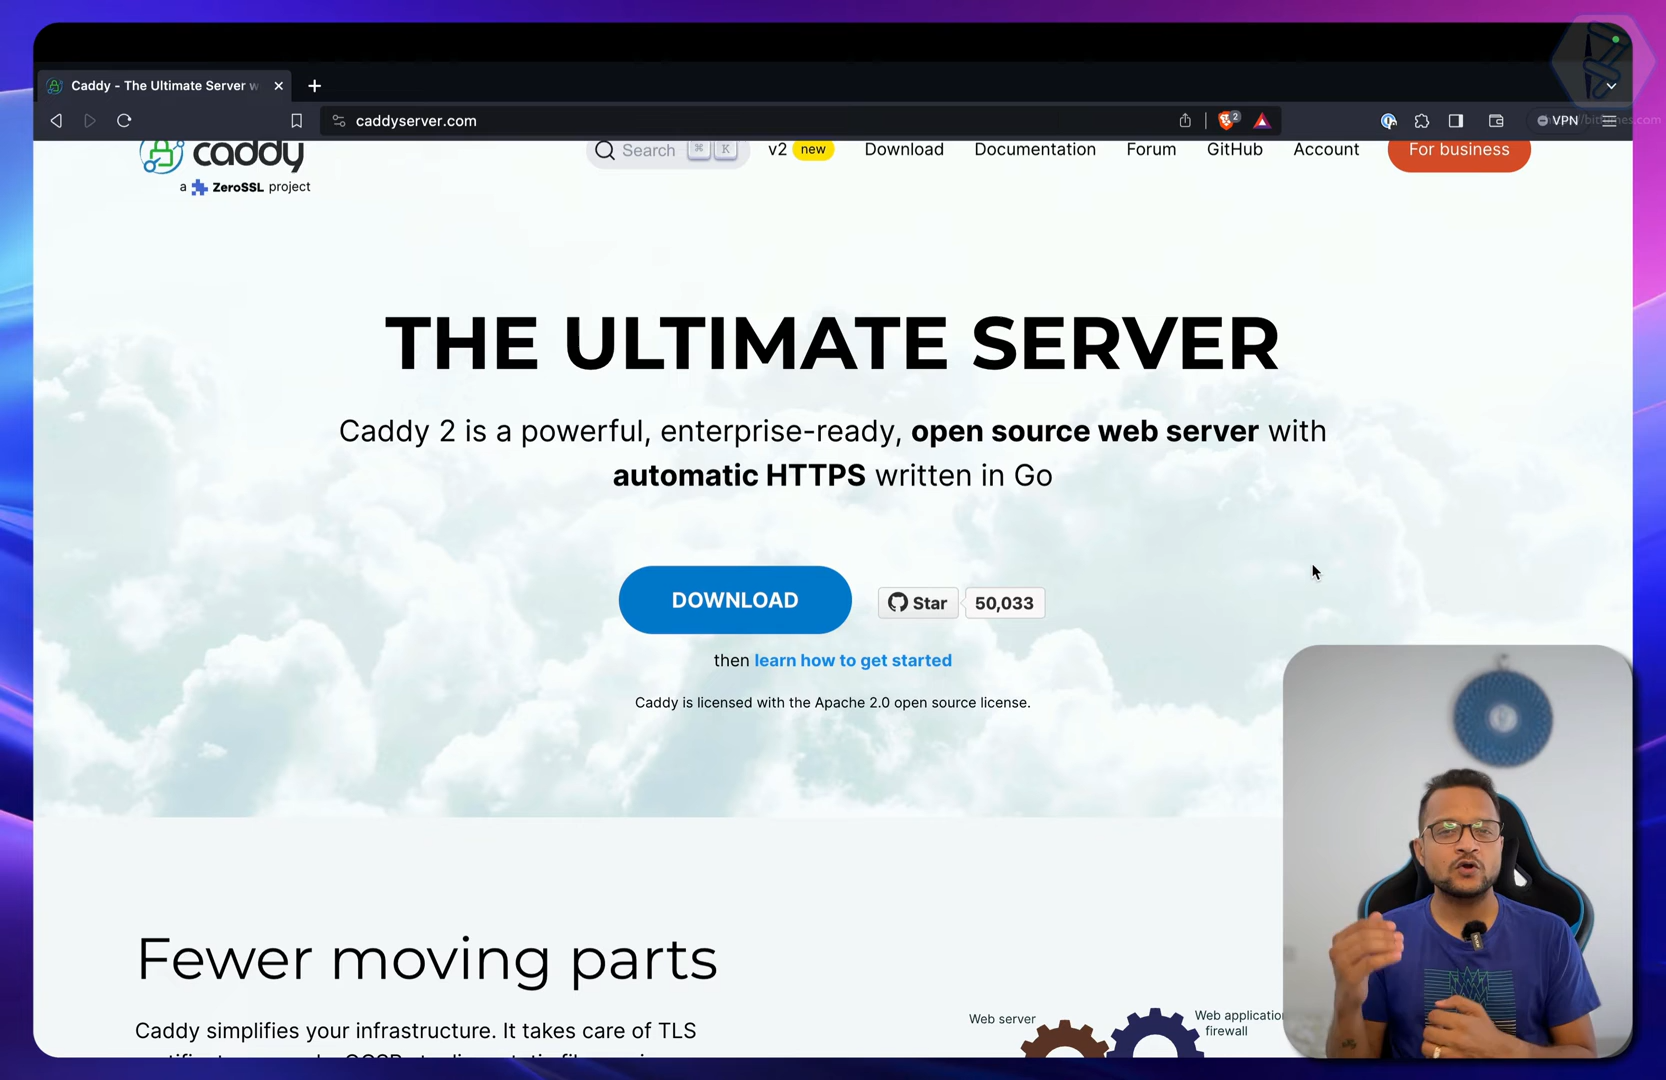 Caddy - The Ultimate Server w
caddyserver.com
2
VPN
caddy
a ZeroSSL project
Search ⌘ K
v2 new
Download
Documentation
Forum
GitHub
Account
For business
THE ULTIMATE SERVER
Caddy 2 is a powerful, enterprise-ready, open source web server with
automatic HTTPS written in Go
DOWNLOAD
Star 50,033
then learn how to get started
Caddy is licensed with the Apache 2.0 open source license.
Fewer moving parts
Caddy simplifies your infrastructure. It takes care of TLS
Web server
Web application
firewall